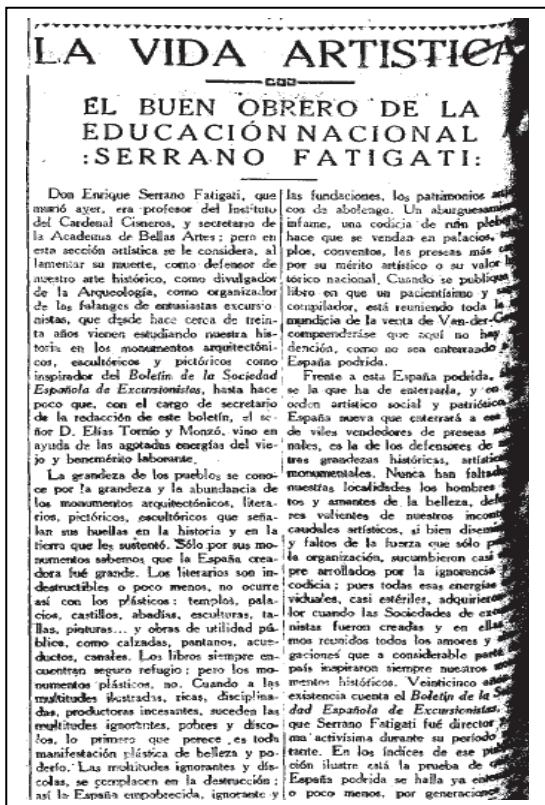 LA VIDA ARTISTICA
EL BUEN OBRERO DE LA
EDUCACIÓN NACIONAL
:SERRANO FATIGATI:
Don Enrique Serrano Fatigati, que
murió ayer, era profesor del Instituto
del Cardenal Cisneros, y secretario de
la Academia de Bellas Artes; pero en
esta sección artística se le considera, al
lamentar su muerte, como defensor de
nuestro arte histórico, como divulgador
de la Arqueología, como organizador
de las falanges de entusiastas excursio-
nistas, que desde hace cerca de trein-
ta años vienen estudiando nuestra his-
toria en los monumentos arquitectóni-
cos, escultóricos y pictóricos como
inspirador del Boletín de la Sociedad
Española de Excursionistas, hasta hace
poco que, con el cargo de secretario
de la redacción de este boletín, el se-
ñor D. Elías Tormo y Monzó, vino en
ayuda de las agotadas energías del vie-
jo y benemérito laborante.
La grandeza de los pueblos se cono-
ce por la grandeza y la abundancia de
los monumentos arquitectónicos, litera-
rios, pictóricos, escultóricos que seña-
lan sus huellas en la historia y en la
tierra que les sustentó. Sólo por sus mo-
numentos sabemos que la España crea-
dora fué grande. Los literarios son in-
destructibles o poco menos, no ocurre
así con los plásticos: templos, pala-
cios, castillos, abadías, esculturas, ta-
llas, pinturas... y obras de utilidad pú-
blica, como calzadas, pantanos, acue-
ductos, canales. Los libros siempre en-
cuentran seguro refugio; pero los mo-
numentos plásticos, no. Cuando a las
multitudes ilustradas, ricas, disciplina-
das, productoras incesantes, suceden las
multitudes ignorantes, pobres y dísco-
los, lo primero que perece es toda
manifestación plástica de belleza y po-
derío. Las multitudes ignorantes y dís-
colas, se complacen en la destrucción;
así la España empobrecida, ignorante y
las fundaciones, los patrimonios
cos de abolengo. Un
infame, una codicia de ruin
hace que se vendan en palacios,
plos, conventos, las preseas más
por su mérito artístico o su valor
tórico nacional. Cuando se publique
libro en que un pacientísimo y
compilador, está reuniendo toda la
mundicia de la venta de
comprenderáse que aquí no hay
dención, como no sea enterrando
España podrida.
Frente a esta España podrida,
se la que ha de enterrarla, y en
orden artístico social y patriótico
España nueva que enterrará a
de viles vendedores de preseas
nales, es la de los defensores de
tras grandezas históricas,
monumentales. Nunca han faltado
nuestras localidades los hombres
tos y amantes de la belleza,
res valientes de nuestros
caudales artísticos, si bien
y faltos de la fuerza que sólo
la organización, sucumbieron casi
pre arrollados por la ignorancia
codicia; pues todas esas energías
viduales, casi estériles, adquirieron
lor cuando las Sociedades de
nistas fueron creadas y en
mos reunidos todos los amores y
gaciones que a considerable parte
país inspiraron siempre nuestros
mentos históricos. Veinticinco años
existencia cuenta el Boletín de la
dad Española de Excursionistas,
que Serrano Fatigati fué director
ma activísima durante su período
tante. En los índices de ese
ción ilustre está la prueba de
España podrida se halla ya
o poco menos, por generaciones